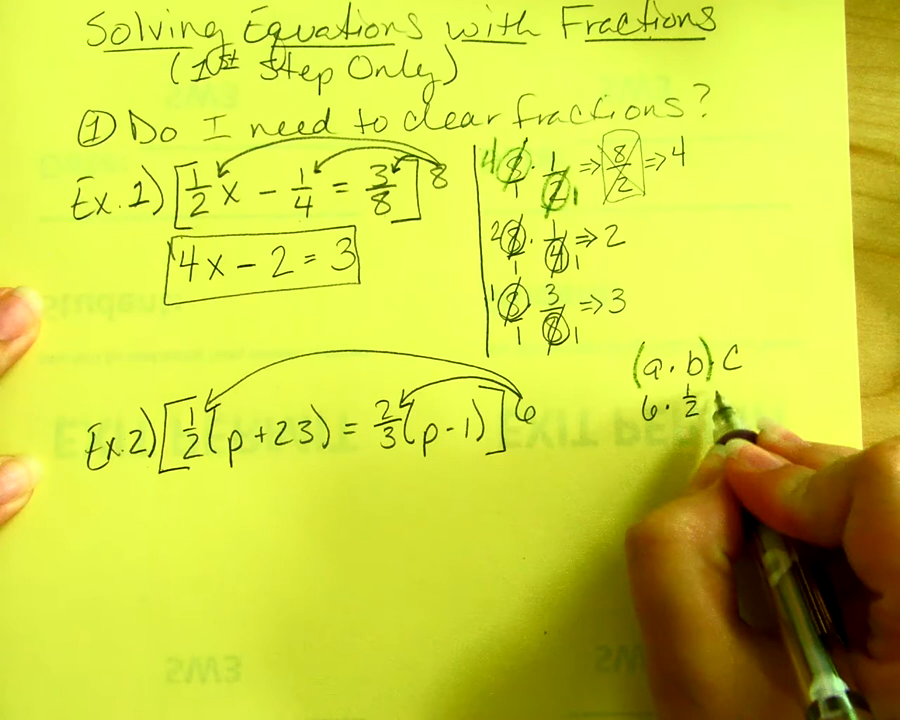 Solving Equations with Fractions
(1st Step Only)
① Do I need to clear fractions?
Ex. 1) [1/2 x - 1/4 = 3/8] 8
4x - 2 = 3
4 8/1 · 1/2 1 ⇒ 8/2 ⇒ 4
2 8/1 · 1/4 1 ⇒ 2
1 8/1 · 3/8 1 ⇒ 3
(a · b) · c
6 · 1/2
Ex. 2) [1/2 (p + 23) = 2/3 (p - 1)] 6
EXIT PE
SW3